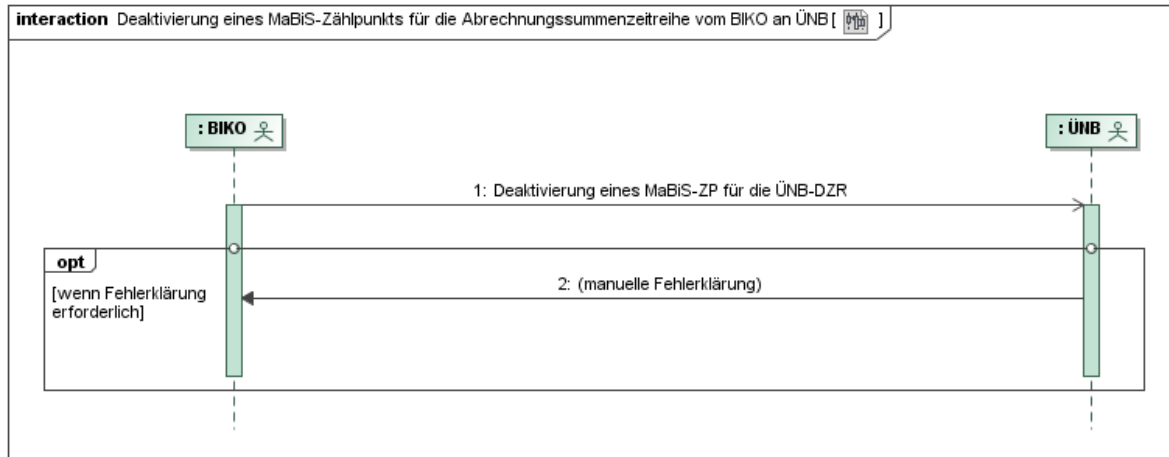 interaction Deaktivierung eines MaBiS-Zählpunkts für die Abrechnungssummenzeitreihe vom BIKO an ÜNB [ ]
: BIKO
: ÜNB
1: Deaktivierung eines MaBiS-ZP für die ÜNB-DZR
opt
[wenn Fehlerklärung
erforderlich]
2: (manuelle Fehlerklärung)